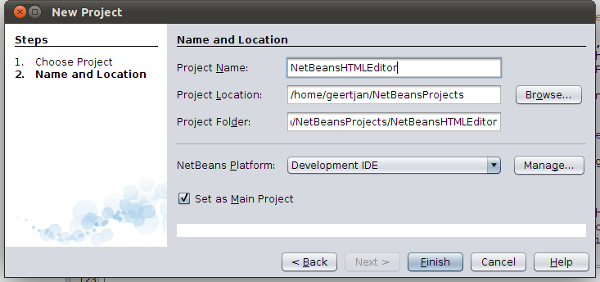 New Project
Steps
1. Choose Project
2. Name and Location
Name and Location
Project Name: NetBeansHTMLEditor
Project Location: /home/geertjan/NetBeansProjects Browse...
Project Folder: /NetBeansProjects/NetBeansHTMLEditor
NetBeans Platform: Development IDE Manage...
Set as Main Project
< Back Next > Finish Cancel Help
123